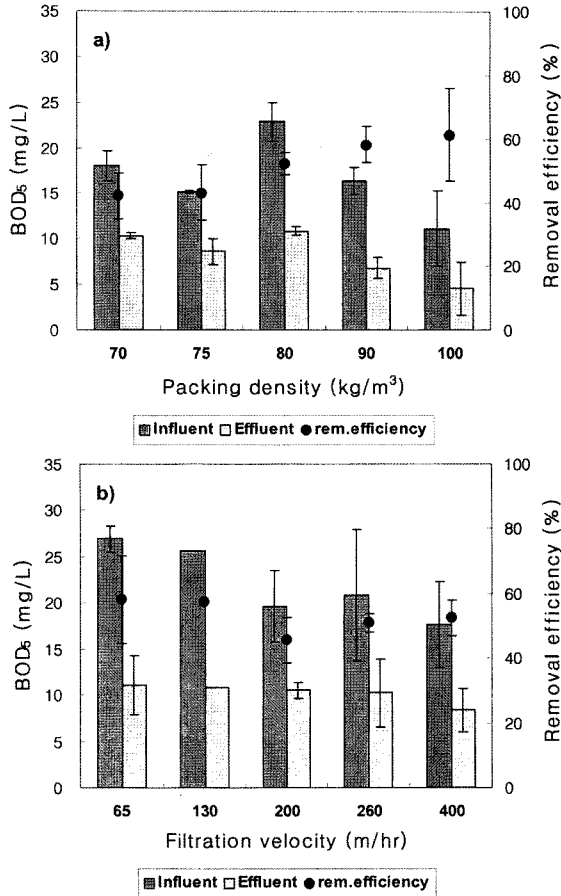 a)
35
30
25
20
15
10
5
0
BOD₅ (mg/L)
100
80
60
40
20
0
Removal efficiency (%)
70 75 80 90 100
Packing density (kg/m³)
Influent Effluent rem.efficiency
b)
35
30
25
20
15
10
5
0
BOD₅ (mg/L)
100
80
60
40
20
0
Removal efficiency (%)
65 130 200 260 400
Filtration velocity (m/hr)
Influent Effluent rem.efficiency